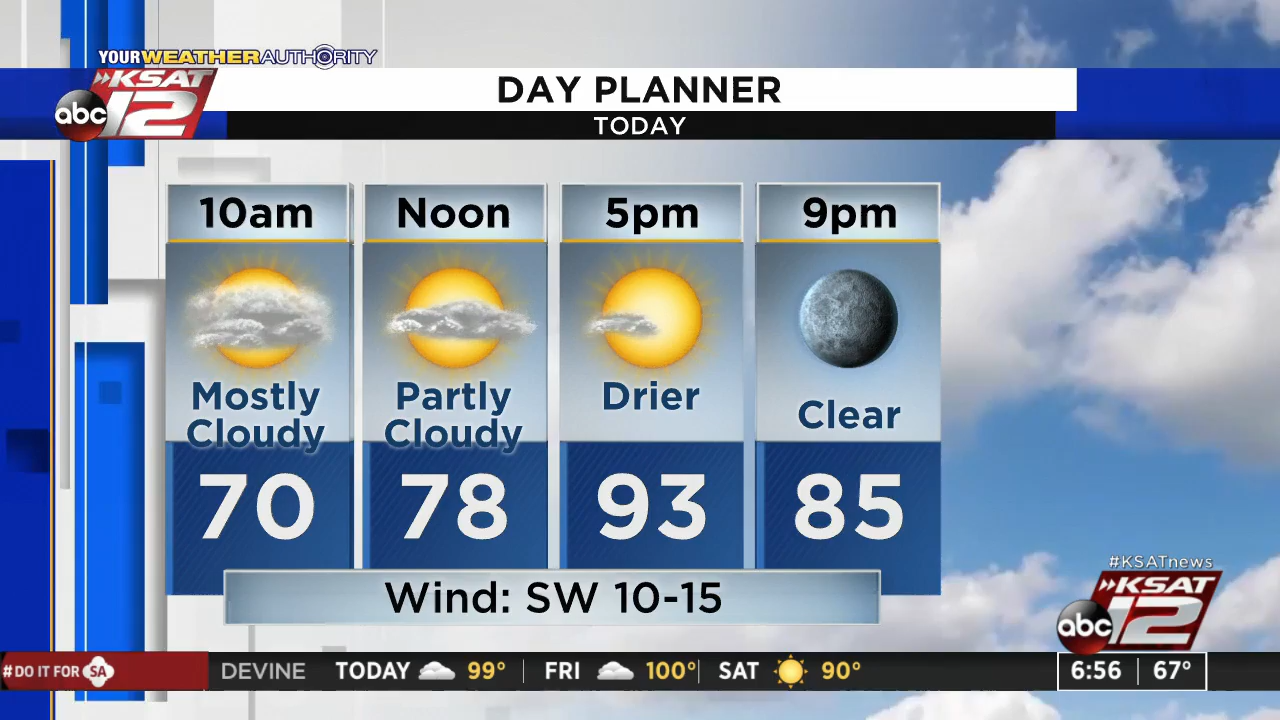 YOURWEATHERAUTHORITY
KSAT
abc 12
DAY PLANNER
TODAY
10am
Noon
5pm
9pm
Mostly
Cloudy
Partly
Cloudy
Drier
Clear
70
78
93
85
Wind: SW 10-15
#KSATnews
KSAT
abc 12
#DO IT FOR SA
DEVINE TODAY 99° FRI 100° SAT 90°
6:56 67°